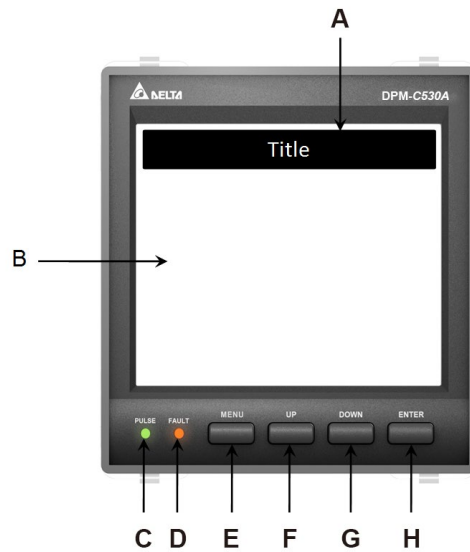 A
DELTA DPM-C530A
Title
B
PULSE FAULT MENU UP DOWN ENTER
C D E F G H